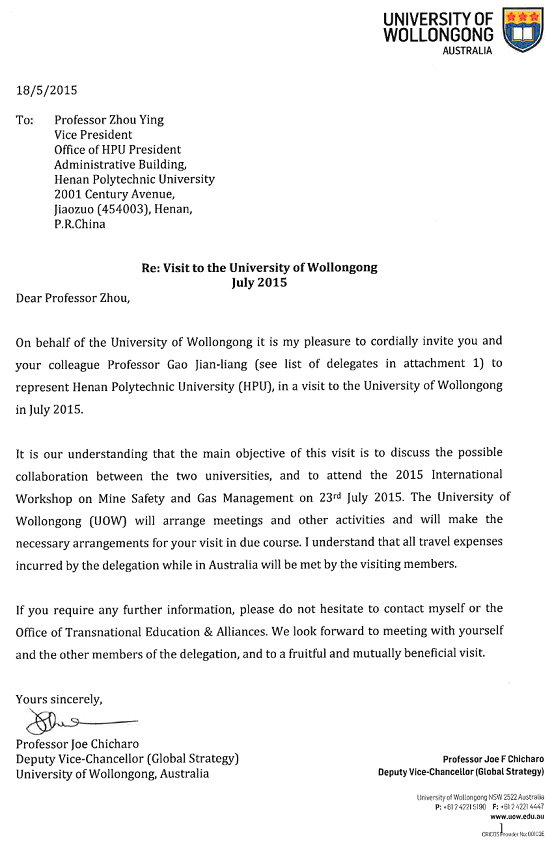 UNIVERSITY OF
WOLLONGONG
AUSTRALIA
18/5/2015
To: Professor Zhou Ying
Vice President
Office of HPU President
Administrative Building,
Henan Polytechnic University
2001 Century Avenue,
Jiaozuo (454003), Henan,
P.R.China
Re: Visit to the University of Wollongong
July 2015
Dear Professor Zhou,
On behalf of the University of Wollongong it is my pleasure to cordially invite you and
your colleague Professor Gao Jian-liang (see list of delegates in attachment 1) to
represent Henan Polytechnic University (HPU), in a visit to the University of Wollongong
in July 2015.
It is our understanding that the main objective of this visit is to discuss the possible
collaboration between the two universities, and to attend the 2015 International
Workshop on Mine Safety and Gas Management on 23rd July 2015. The University of
Wollongong (UOW) will arrange meetings and other activities and will make the
necessary arrangements for your visit in due course. I understand that all travel expenses
incurred by the delegation while in Australia will be met by the visiting members.
If you require any further information, please do not hesitate to contact myself or the
Office of Transnational Education & Alliances. We look forward to meeting with yourself
and the other members of the delegation, and to a fruitful and mutually beneficial visit.
Yours sincerely,
Professor Joe Chicharo
Deputy Vice-Chancellor (Global Strategy)
University of Wollongong, Australia
Professor Joe F Chicharo
Deputy Vice-Chancellor (Global Strategy)
University of Wollongong NSW 2522 Australia
P: +61 2 4221 5190 F: +61 2 4221 4447
www.uow.edu.au
1
CRICOS Provider No: 00102E